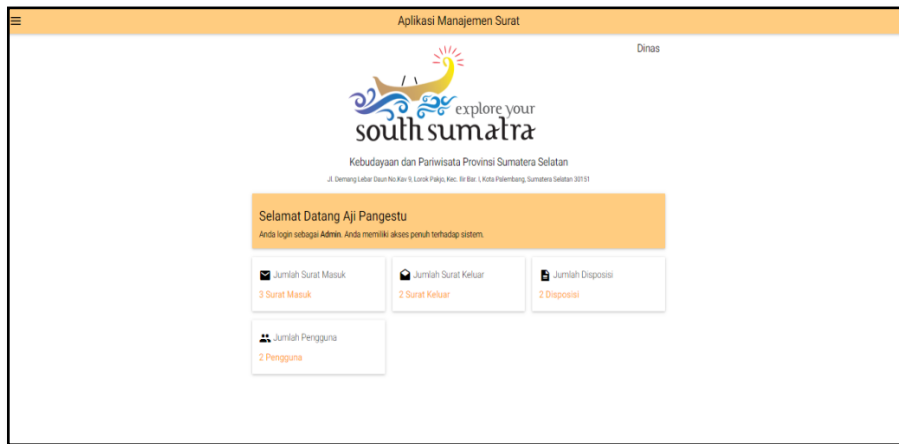 Aplikasi Manajemen Surat
Dinas
explore your
south sumatra
Kebudayaan dan Pariwisata Provinsi Sumatera Selatan
Jl. Demang Lebar Daun No.Kav 9, Lorok Pakjo, Kec. Ilir Bar. I, Kota Palembang, Sumatera Selatan 30151
Selamat Datang Aji Pangestu
Anda login sebagai Admin. Anda memiliki akses penuh terhadap sistem.
Jumlah Surat Masuk
3 Surat Masuk
Jumlah Surat Keluar
2 Surat Keluar
Jumlah Disposisi
2 Disposisi
Jumlah Pengguna
2 Pengguna